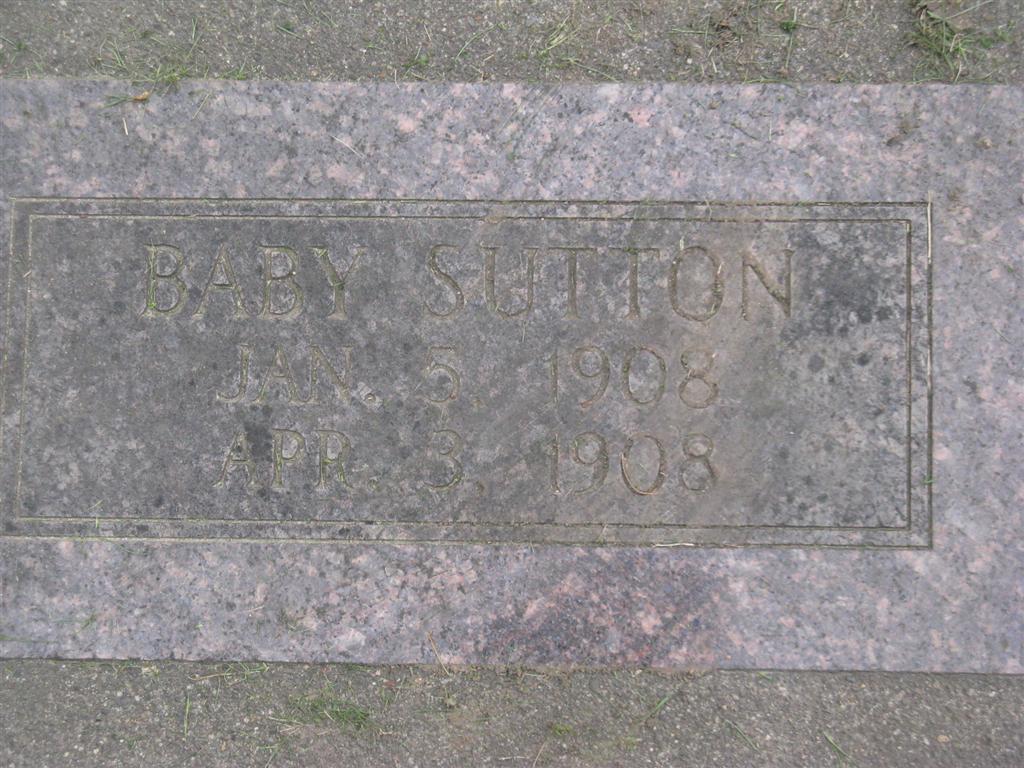 BABY SUTTON
JAN. 5, 1908
APR. 3, 1908